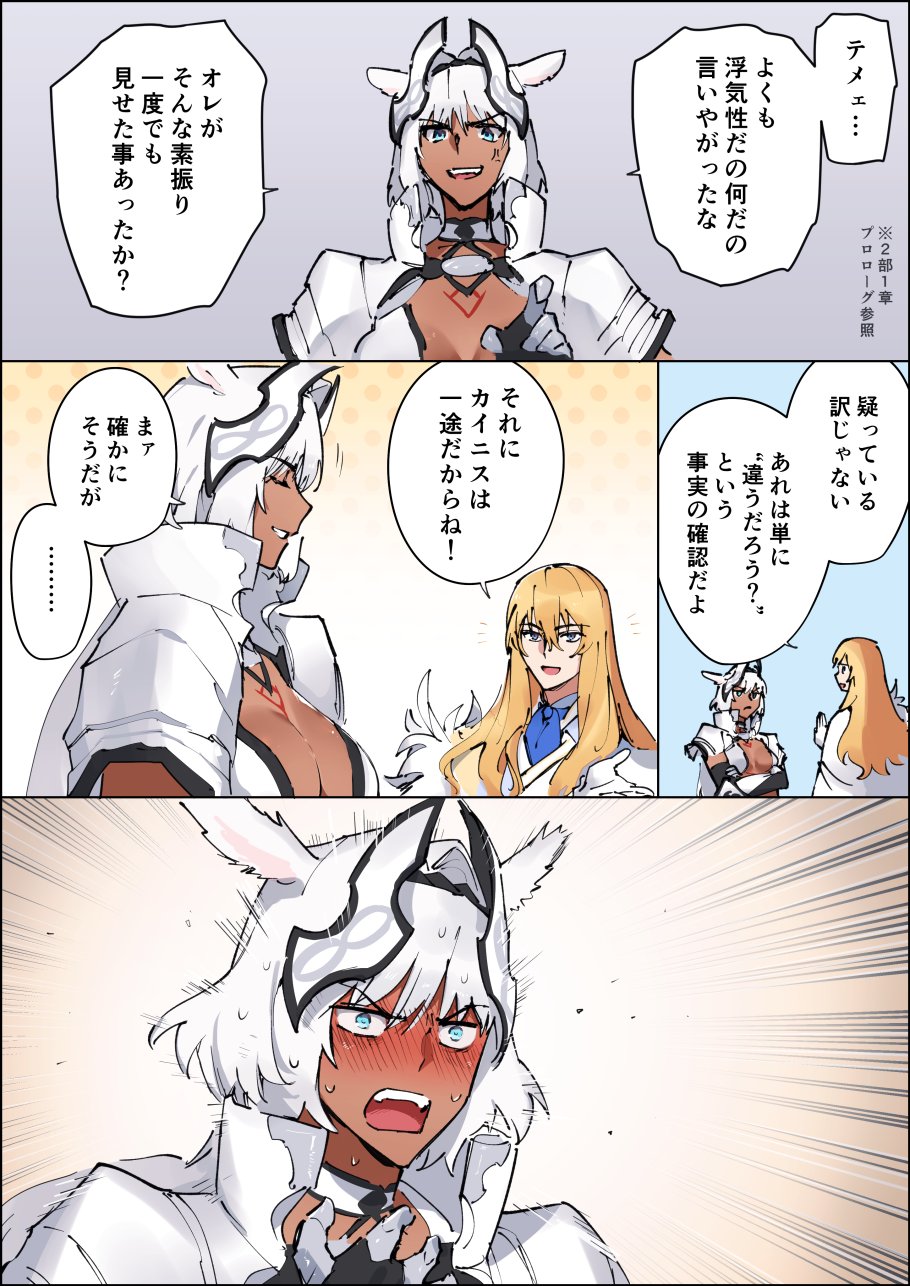 テメェ…
よくも
浮気性だの何だの
言いやがったな
※2部1章
プロローグ参照
オレが
そんな素振り
一度でも
見せた事あったか？
疑っている
訳じゃない
あれは単に
〝違うだろう？〟
という
事実の確認だよ
それに
カイニスは
一途だからね！
まァ
確かに
そうだが
………